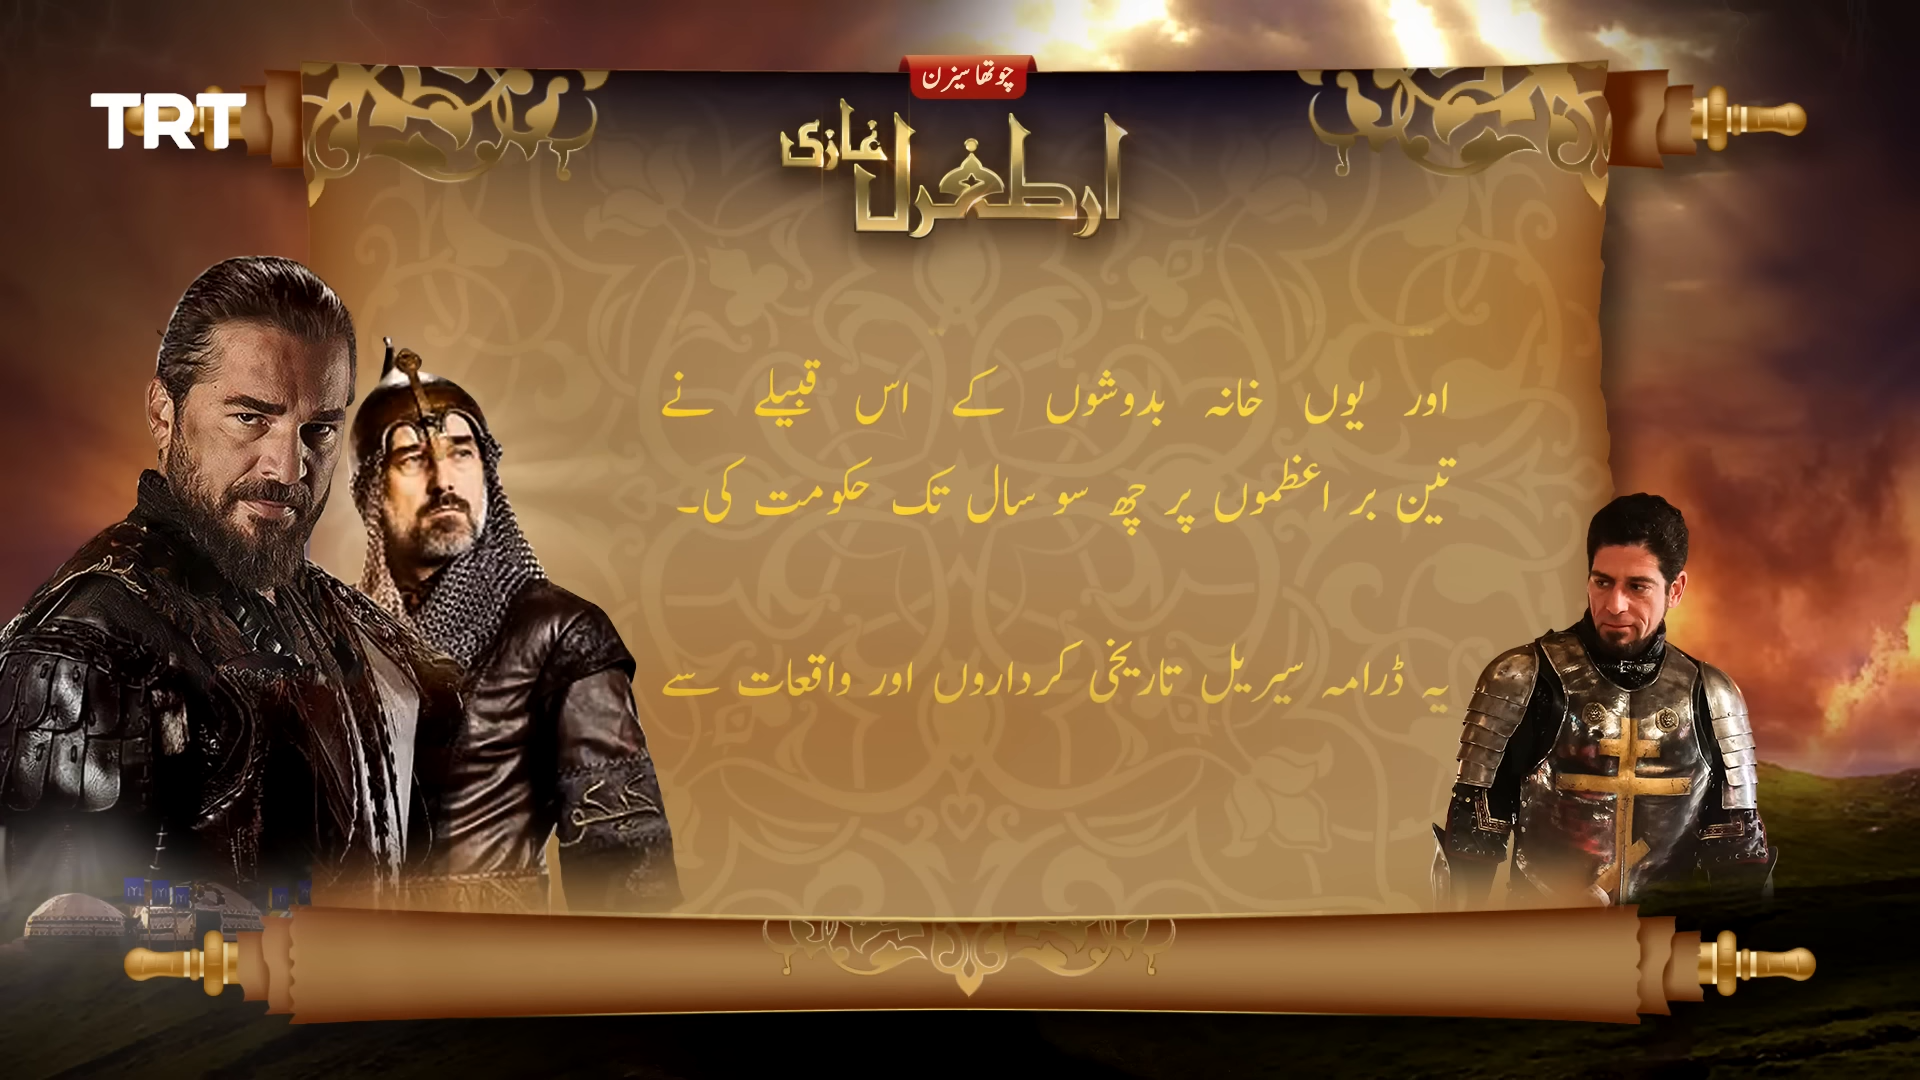 چوتھا سیزن
TRT
ارطغرل غازی
اور یوں خانہ بدوشوں کے اس قبیلے نے
تین بر اعظموں پر چھ سو سال تک حکومت کی۔
یہ ڈرامہ سیریل تاریخی کرداروں اور واقعات سے